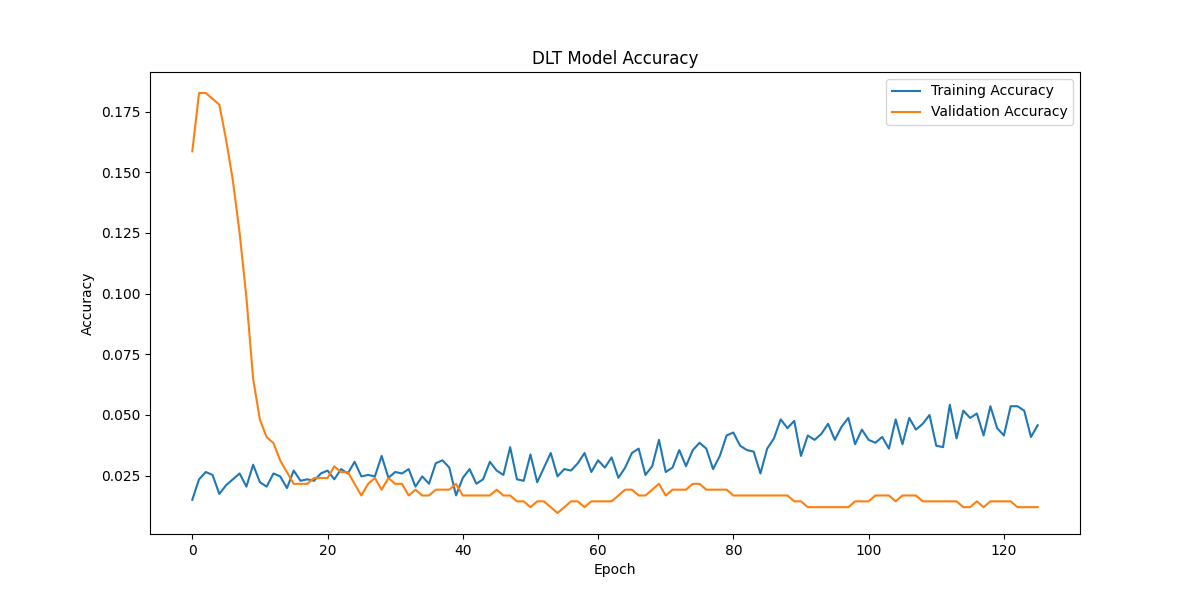 DLT Model Accuracy
Training Accuracy
Validation Accuracy
Accuracy
0.175
0.150
0.125
0.100
0.075
0.050
0.025
0 20 40 60 80 100 120
Epoch